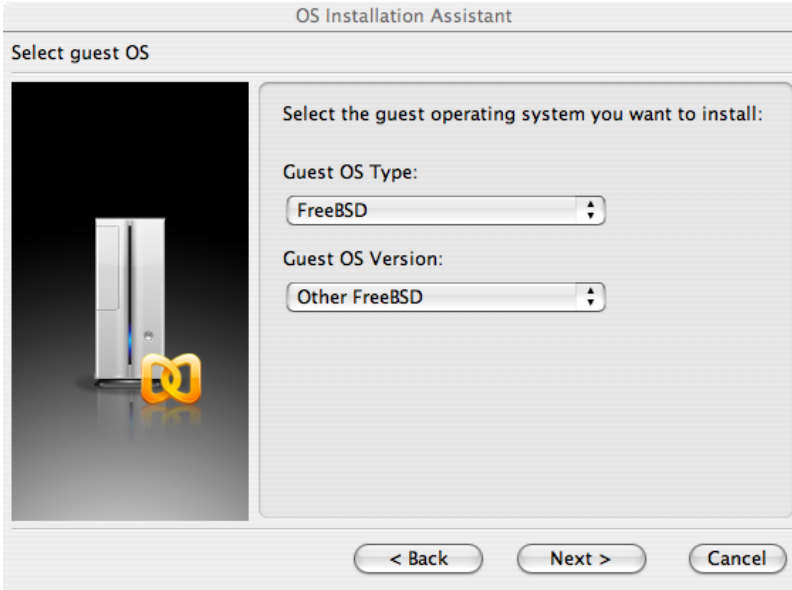 OS Installation Assistant
Select guest OS
Select the guest operating system you want to install:
Guest OS Type:
FreeBSD
Guest OS Version:
Other FreeBSD
< Back
Next >
Cancel